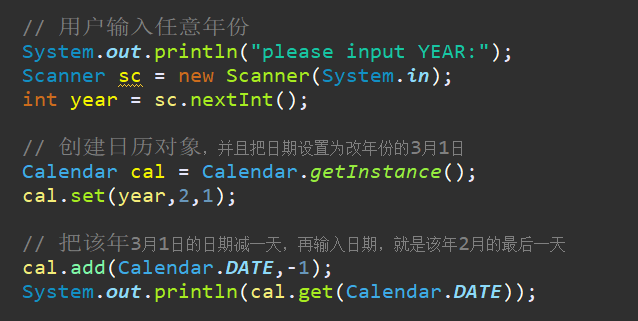 // 用户输入任意年份
System.out.println("please input YEAR:");
Scanner sc = new Scanner(System.in);
int year = sc.nextInt();
// 创建日历对象，并且把日期设置为改年份的3月1日
Calendar cal = Calendar.getInstance();
cal.set(year,2,1);
// 把该年3月1日的日期减一天，再输入日期，就是该年2月的最后一天
cal.add(Calendar.DATE,-1);
System.out.println(cal.get(Calendar.DATE));